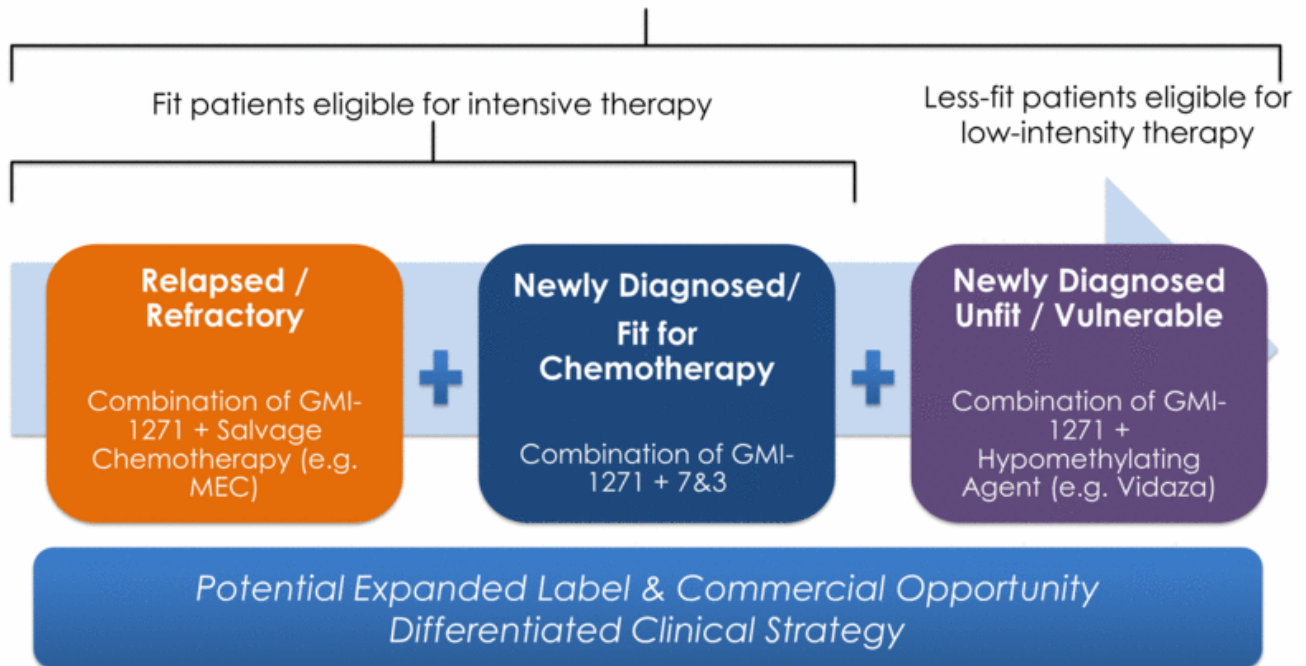 Fit patients eligible for intensive therapy
Less-fit patients eligible for
low-intensity therapy
Relapsed /
Refractory
Combination of GMI-
1271 + Salvage
Chemotherapy (e.g.
MEC)
+
Newly Diagnosed/
Fit for
Chemotherapy
Combination of GMI-
1271 + 7&3
+
Newly Diagnosed
Unfit / Vulnerable
Combination of GMI-
1271 +
Hypomethylating
Agent (e.g. Vidaza)
Potential Expanded Label & Commercial Opportunity
Differentiated Clinical Strategy